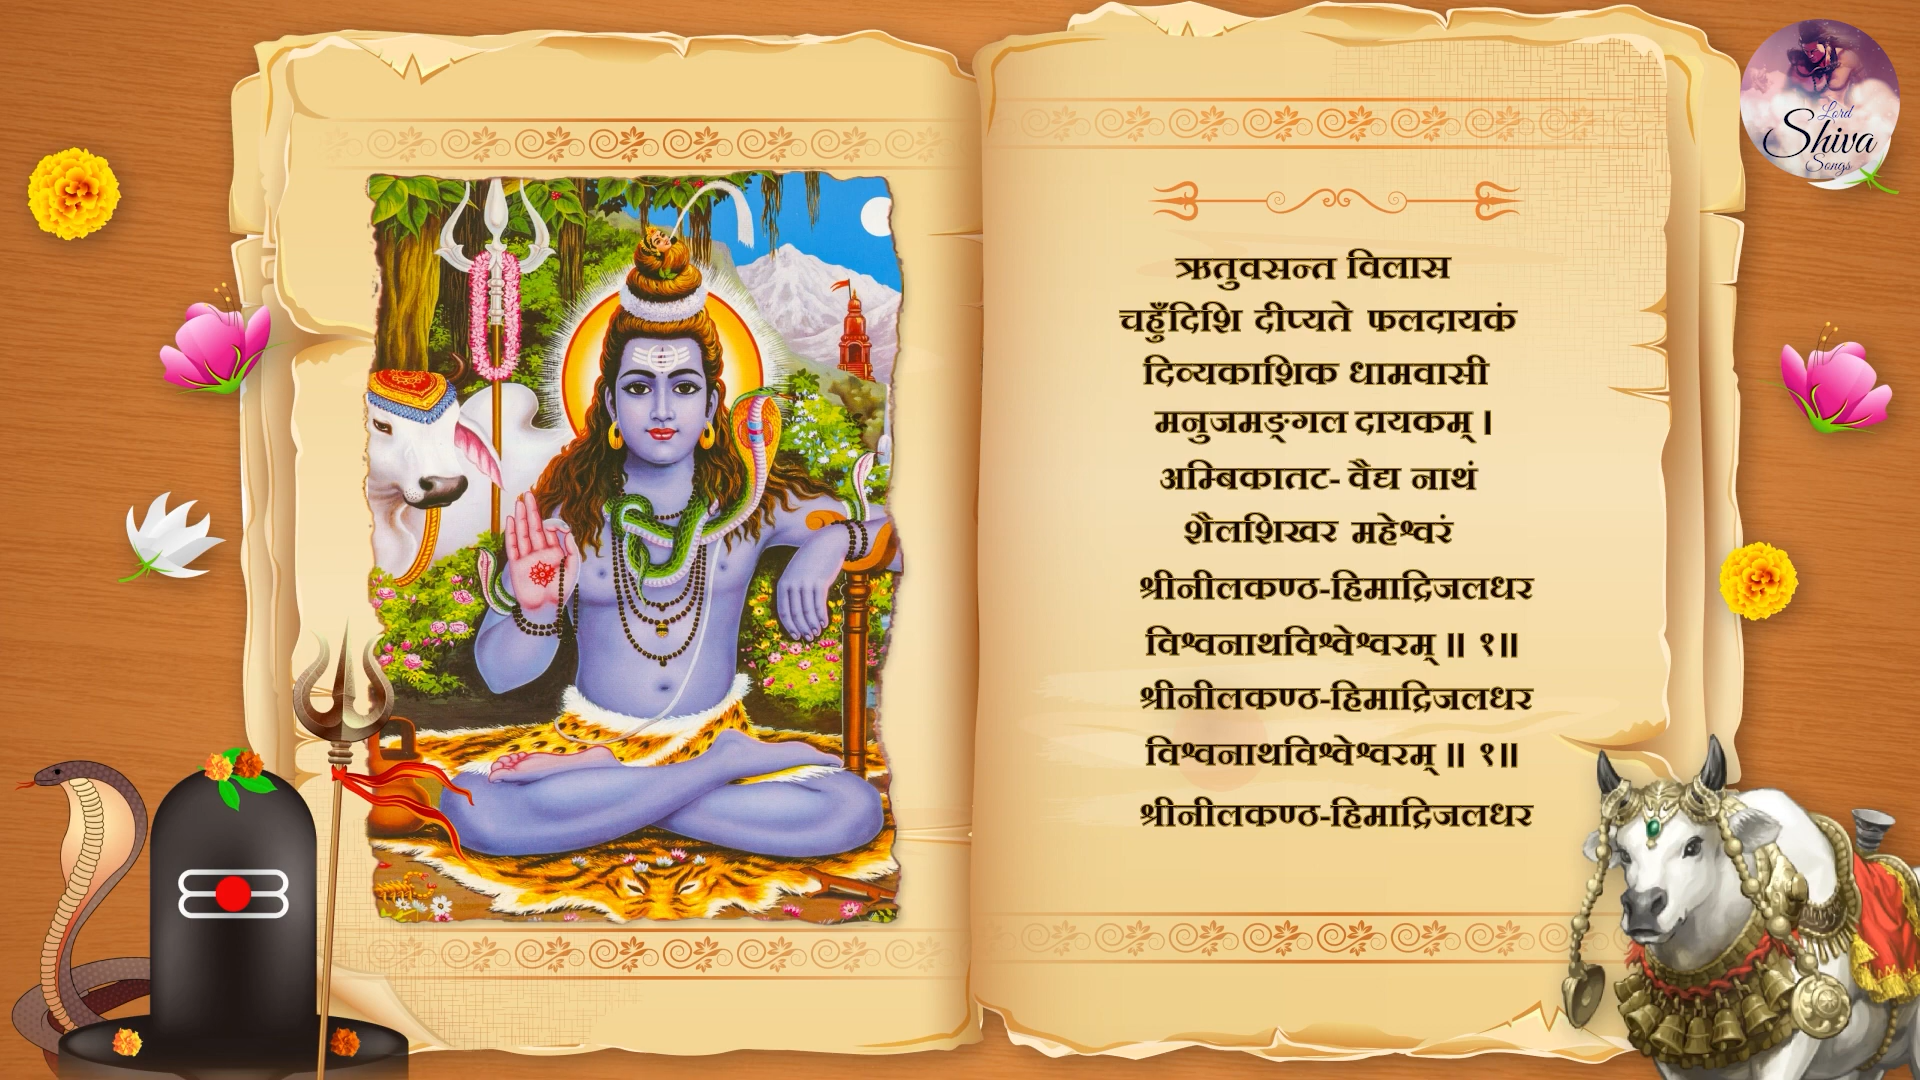 Lord
Shiva
Songs
ऋतुवसन्त विलास
चहुँदिशि दीप्यते फलदायकं
दिव्यकाशिक धामवासी
मनुजमङ्गल दायकम् ।
अम्बिकातट- वैद्य नाथं
शैलशिखर महेश्वरं
श्रीनीलकण्ठ-हिमाद्रिजलधर
विश्वनाथविश्वेश्वरम् ॥ १॥
श्रीनीलकण्ठ-हिमाद्रिजलधर
विश्वनाथविश्वेश्वरम् ॥ १॥
श्रीनीलकण्ठ-हिमाद्रिजलधर